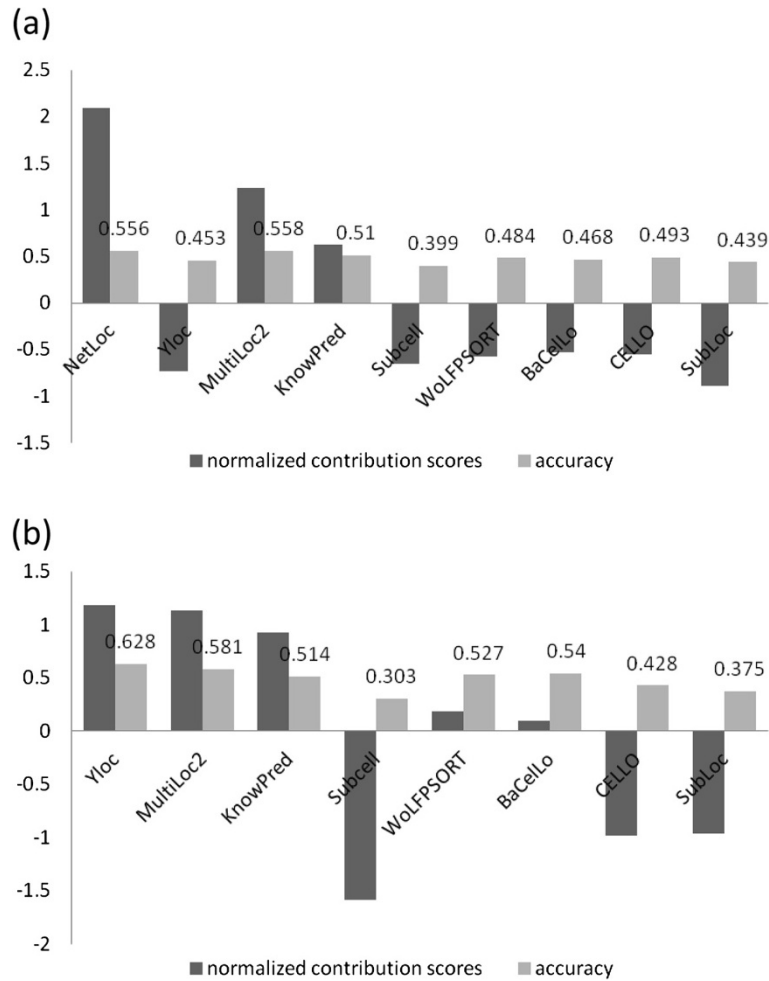 (a)
2.5
2
1.5
1
0.5
0
-0.5
-1
-1.5
0.556 0.453 0.558 0.51 0.399 0.484 0.468 0.493 0.439
NetLoc Yloc MultiLoc2 KnowPred Subcell WoLFPSORT BaCelLo CELLO SubLoc
normalized contribution scores accuracy
(b)
1.5
1
0.5
0
-0.5
-1
-1.5
-2
0.628 0.581 0.514 0.303 0.527 0.54 0.428 0.375
Yloc MultiLoc2 KnowPred Subcell WoLFPSORT BaCelLo CELLO SubLoc
normalized contribution scores accuracy